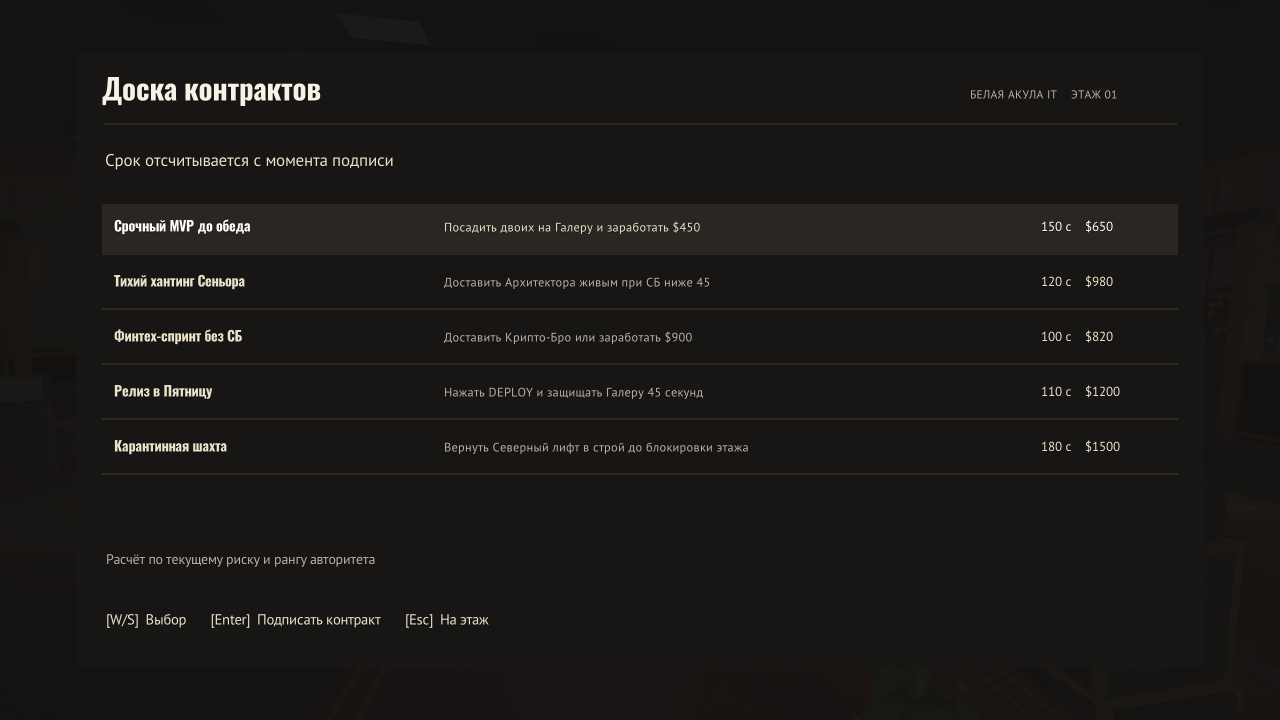 Доска контрактов
БЕЛАЯ АКУЛА IT ЭТАЖ 01
Срок отсчитывается с момента подписи
Срочный MVP до обеда Посадить двоих на Галеру и заработать $450 150 с $650
Тихий хантинг Сеньора Доставить Архитектора живым при СБ ниже 45 120 с $980
Финтех-спринт без СБ Доставить Крипто-Бро или заработать $900 100 с $820
Релиз в Пятницу Нажать DEPLOY и защищать Галеру 45 секунд 110 с $1200
Карантинная шахта Вернуть Северный лифт в строй до блокировки этажа 180 с $1500
Расчёт по текущему риску и рангу авторитета
[W/S] Выбор [Enter] Подписать контракт [Esc] На этаж